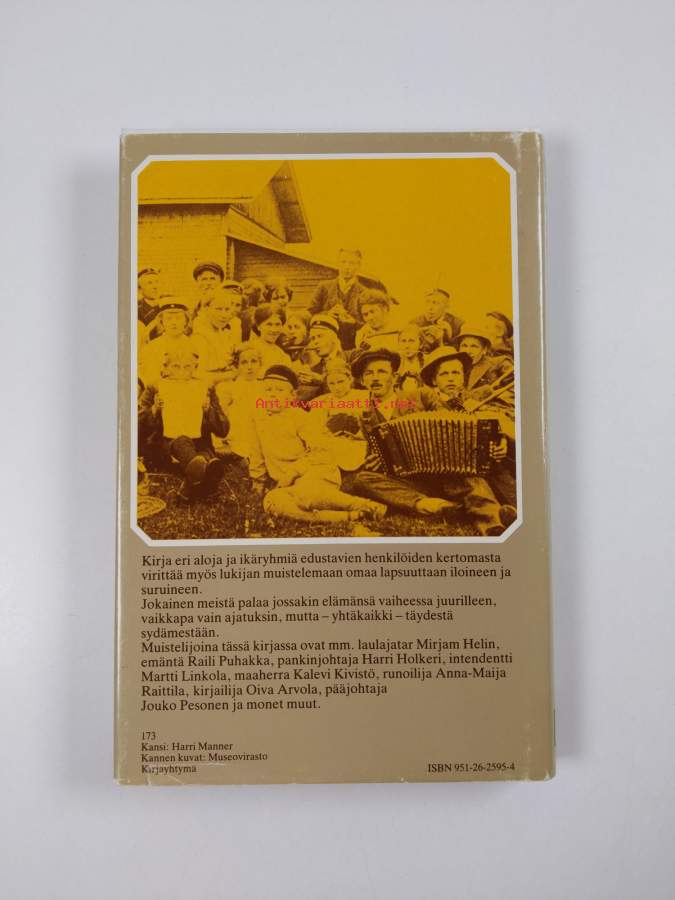 Antikvariaatti.net
Kirja eri aloja ja ikäryhmiä edustavien henkilöiden kertomasta
virittää myös lukijan muistelemaan omaa lapsuuttaan iloineen ja
suruineen.
Jokainen meistä palaa jossakin elämänsä vaiheessa juurilleen,
vaikkapa vain ajatuksin, mutta – yhtäkaikki – täydestä
sydämestään.
Muistelijoina tässä kirjassa ovat mm. laulajatar Mirjam Helin,
emäntä Raili Puhakka, pankinjohtaja Harri Holkeri, intendentti
Martti Linkola, maaherra Kalevi Kivistö, runoilija Anna-Maija
Raittila, kirjailija Oiva Arvola, pääjohtaja
Jouko Pesonen ja monet muut.
173
Kansi: Harri Manner
Kannen kuvat: Museovirasto
Kirjayhtymä
ISBN 951-26-2595-4